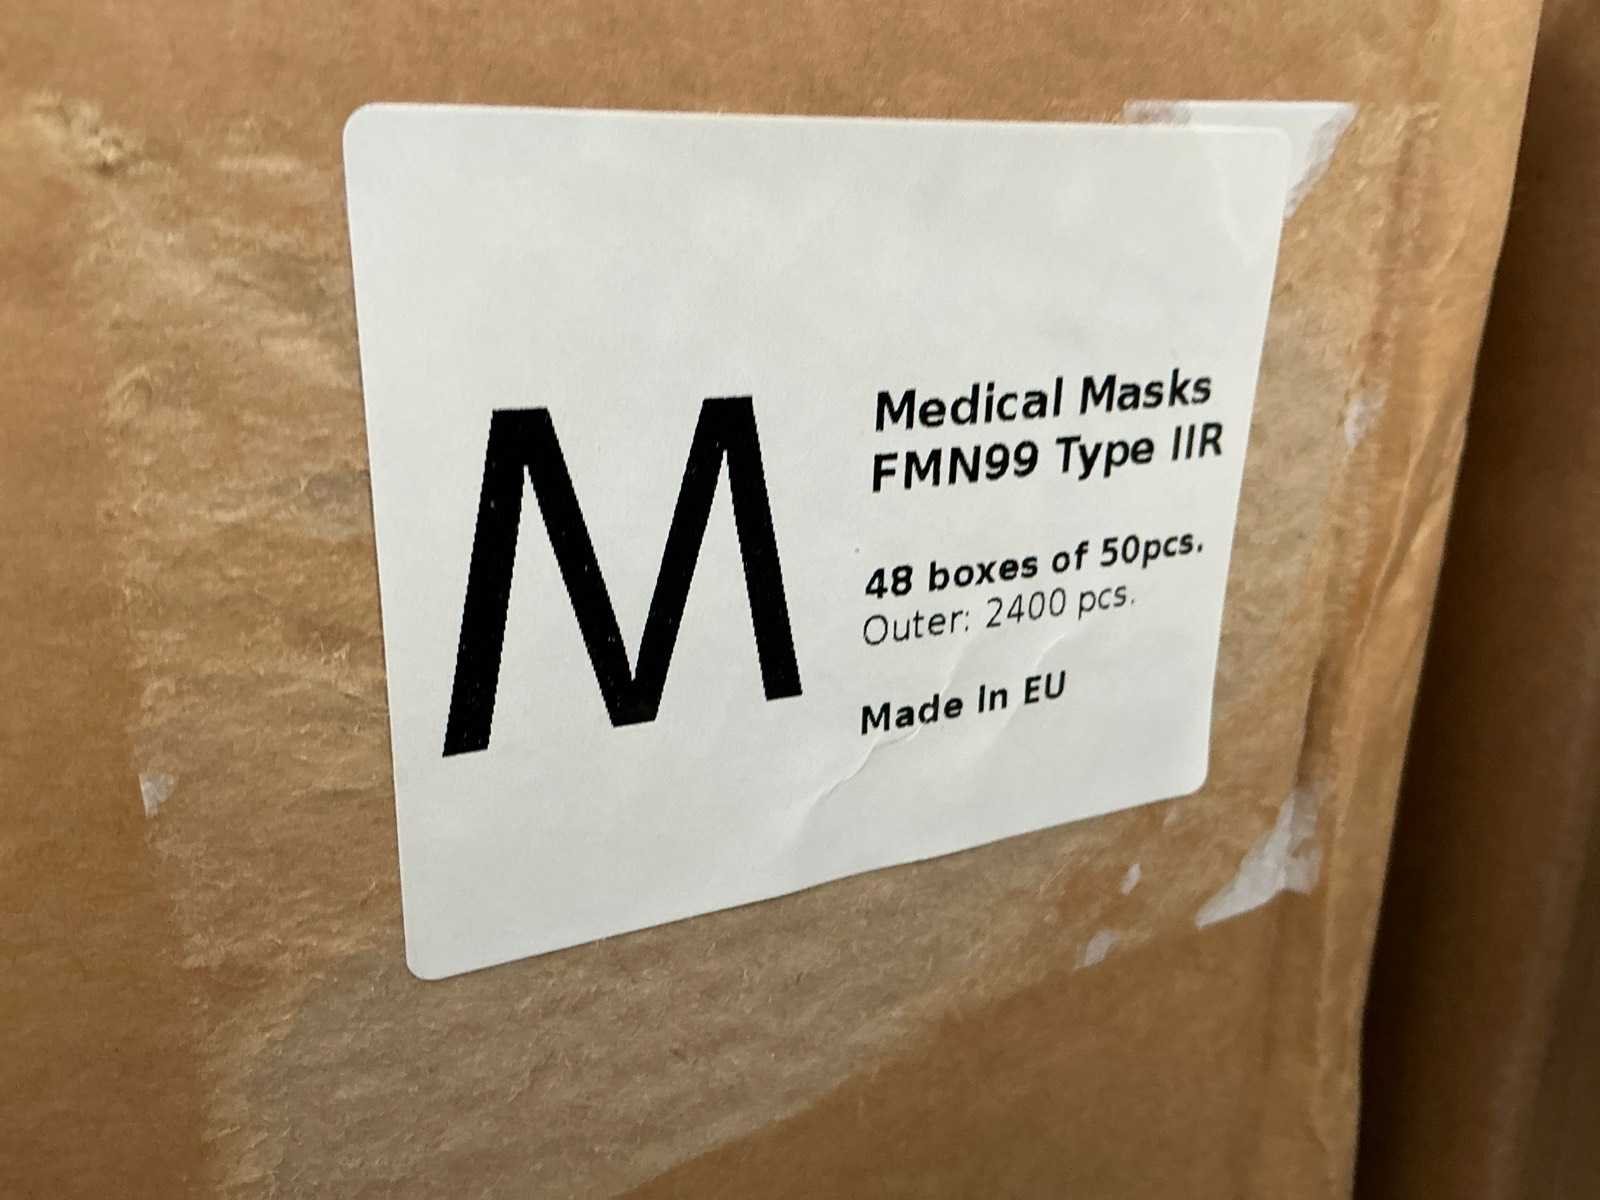 M
Medical Masks
FMN99 Type IIR
48 boxes of 50pcs.
Outer: 2400 pcs.
Made in EU